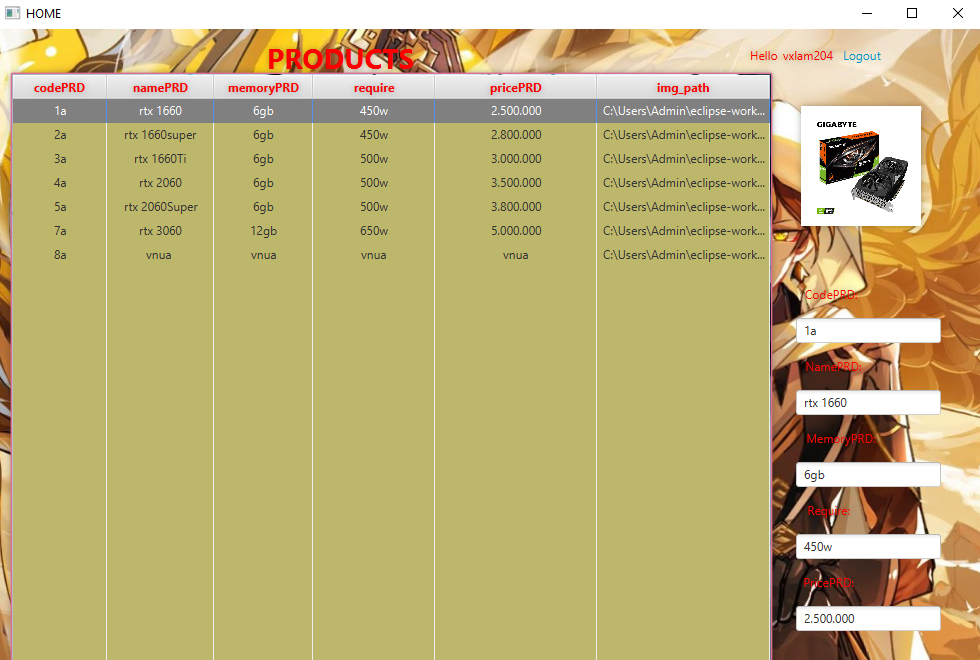 HOME
PRODUCTS
Hello vxlam204 Logout
codePRD namePRD memoryPRD require pricePRD img_path
1a rtx 1660 6gb 450w 2.500.000 C:\Users\Admin\eclipse-work...
2a rtx 1660super 6gb 450w 2.800.000 C:\Users\Admin\eclipse-work...
3a rtx 1660Ti 6gb 500w 3.000.000 C:\Users\Admin\eclipse-work...
4a rtx 2060 6gb 500w 3.500.000 C:\Users\Admin\eclipse-work...
5a rtx 2060Super 6gb 500w 3.800.000 C:\Users\Admin\eclipse-work...
7a rtx 3060 12gb 650w 5.000.000 C:\Users\Admin\eclipse-work...
8a vnua vnua vnua vnua C:\Users\Admin\eclipse-work...
GIGABYTE
CodePRD:
1a
NamePRD:
rtx 1660
MemoryPRD:
6gb
Require:
450w
PricePRD:
2.500.000